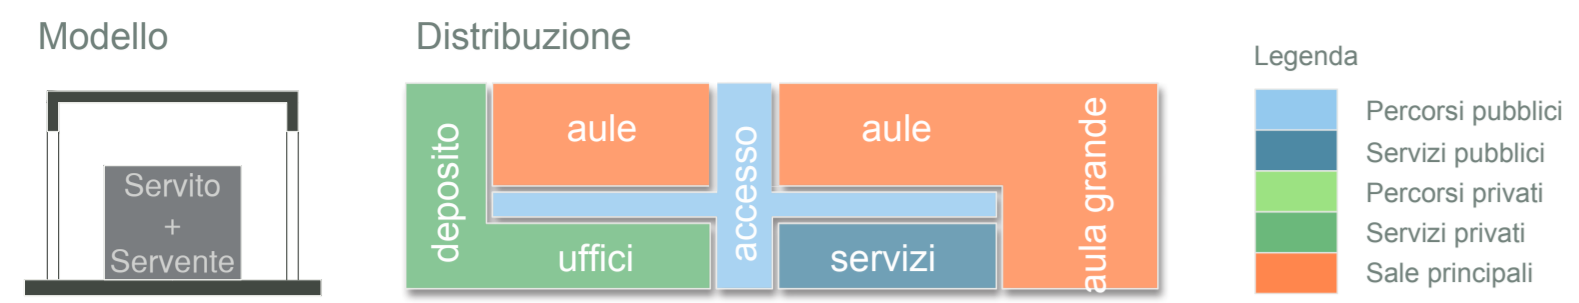 Modello
Servito
+
Servente
Distribuzione
deposito
aule
uffici
accesso
aule
servizi
aula grande
Legenda
Percorsi pubblici
Servizi pubblici
Percorsi privati
Servizi privati
Sale principali